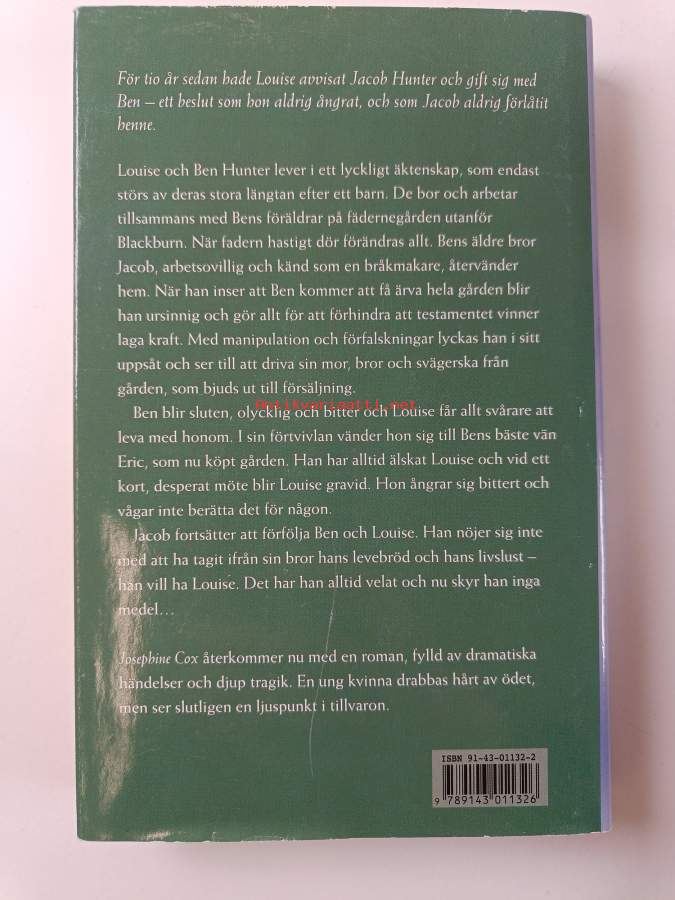 För tio år sedan hade Louise avvisat Jacob Hunter och gift sig med
Ben – ett beslut som hon aldrig ångrat, och som Jacob aldrig förlåtit
henne.
Louise och Ben Hunter lever i ett lyckligt äktenskap, som endast
störs av deras stora längtan efter ett barn. De bor och arbetar
tillsammans med Bens föräldrar på fädernegården utanför
Blackburn. När fadern hastigt dör förändras allt. Bens äldre bror
Jacob, arbetsovillig och känd som en bråkmakare, återvänder
hem. När han inser att Ben kommer att få ärva hela gården blir
han ursinnig och gör allt för att förhindra att testamentet vinner
laga kraft. Med manipulation och förfalskningar lyckas han i sitt
uppsåt och ser till att driva sin mor, bror och svägerska från
gården, som bjuds ut till försäljning.
Antikvariaatti.net
Ben blir sluten, olycklig och bitter och Louise får allt svårare att
leva med honom. I sin förtvivlan vänder hon sig till Bens bäste vän
Eric, som nu köpt gården. Han har alltid älskat Louise och vid ett
kort, desperat möte blir Louise gravid. Hon ångrar sig bittert och
vågar inte berätta det för någon.
Jacob fortsätter att förfölja Ben och Louise. Han nöjer sig inte
med att ha tagit ifrån sin bror hans levebröd och hans livslust –
han vill ha Louise. Det har han alltid velat och nu skyr han inga
medel...
Josephine Cox återkommer nu med en roman, fylld av dramatiska
händelser och djup tragik. En ung kvinna drabbas hårt av ödet,
men ser slutligen en ljuspunkt i tillvaron.
ISBN 91-43-01132-2
9 789143 011326